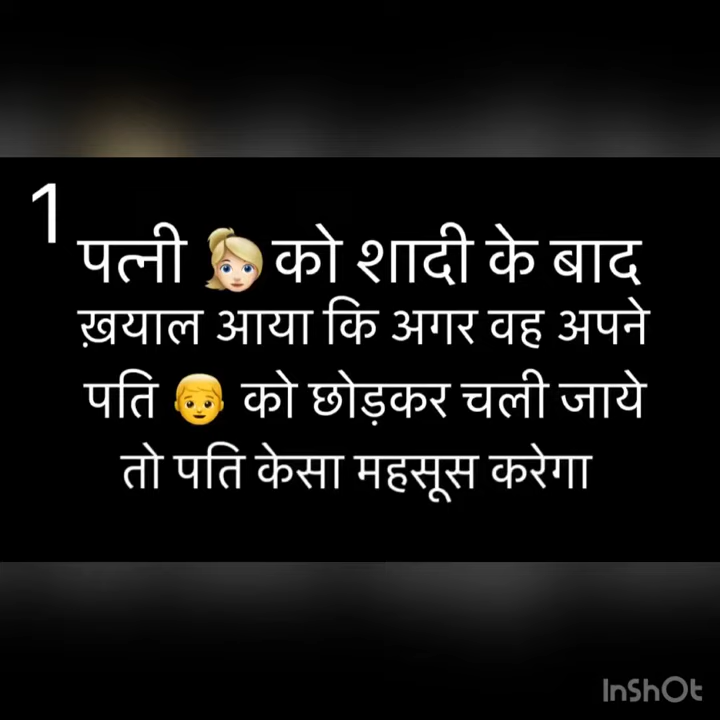 1
पत्नी 👱🏻‍♀️ को शादी के बाद
ख़याल आया कि अगर वह अपने
पति 👦 को छोड़कर चली जाये
तो पति केसा महसूस करेगा
InShOt